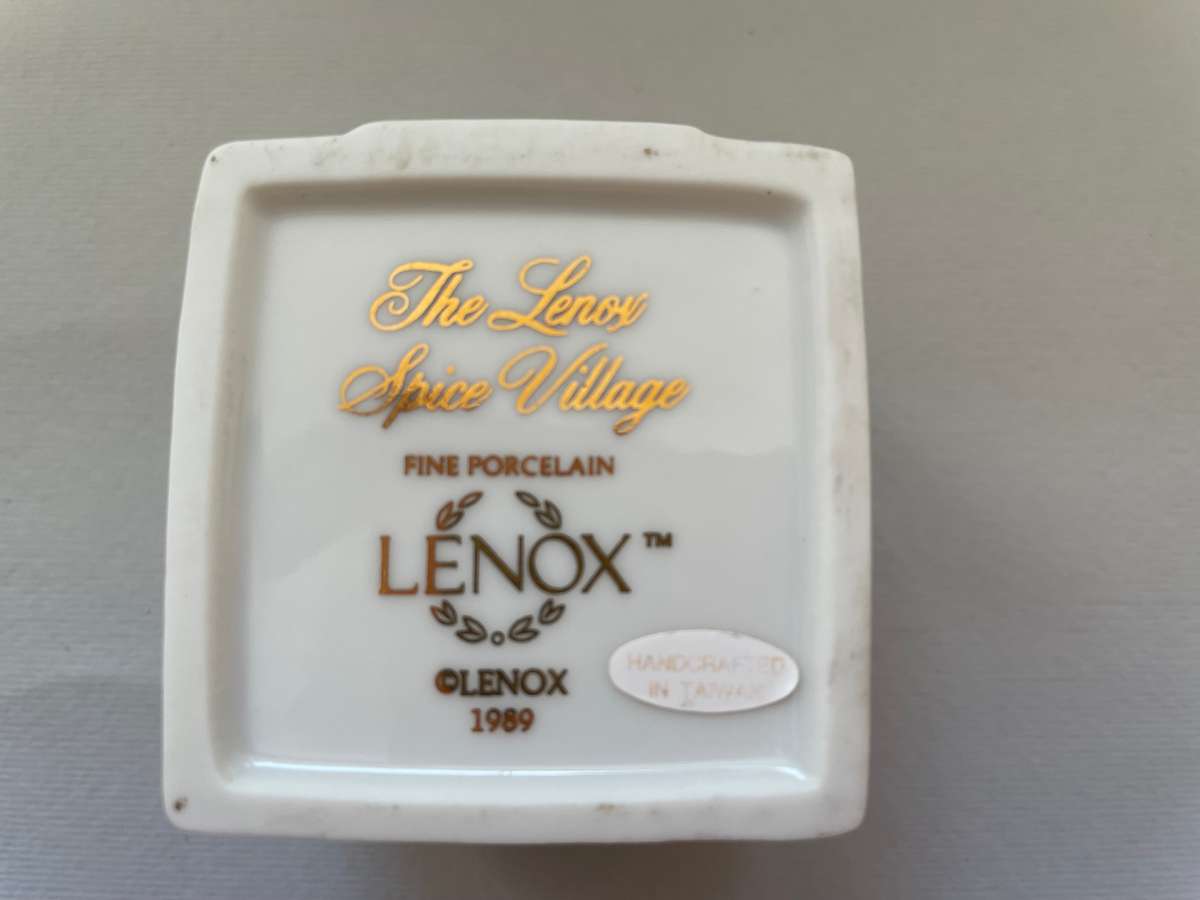 The Lenox
Spice Village
FINE PORCELAIN
LENOX™
©LENOX
1989
HANDCRAFTED
IN TAIWAN